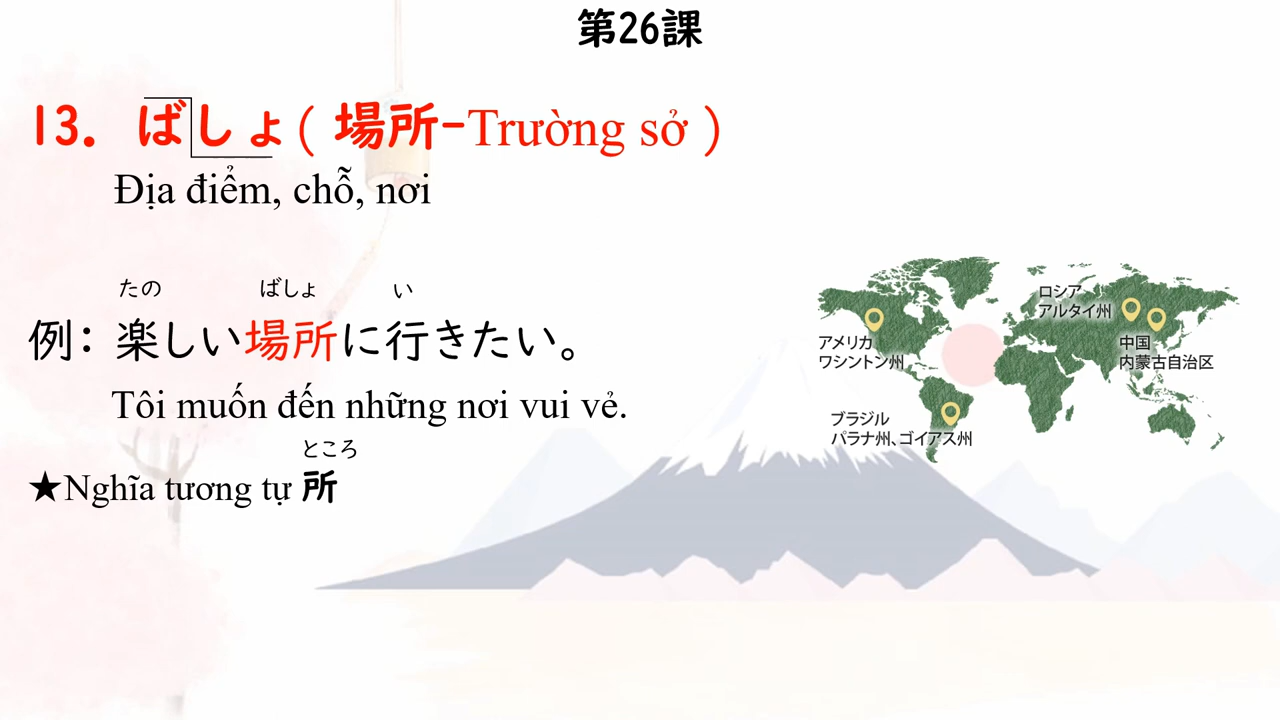 第26課
13. ばしょ( 場所-Trường sở )
Địa điểm, chỗ, nơi
たの ばしょ い
例: 楽しい場所に行きたい。
Tôi muốn đến những nơi vui vẻ.
ところ
★Nghĩa tương tự 所
ロシア
アルタイ州
アメリカ
ワシントン州
中国
内蒙古自治区
ブラジル
パラナ州、ゴイアス州